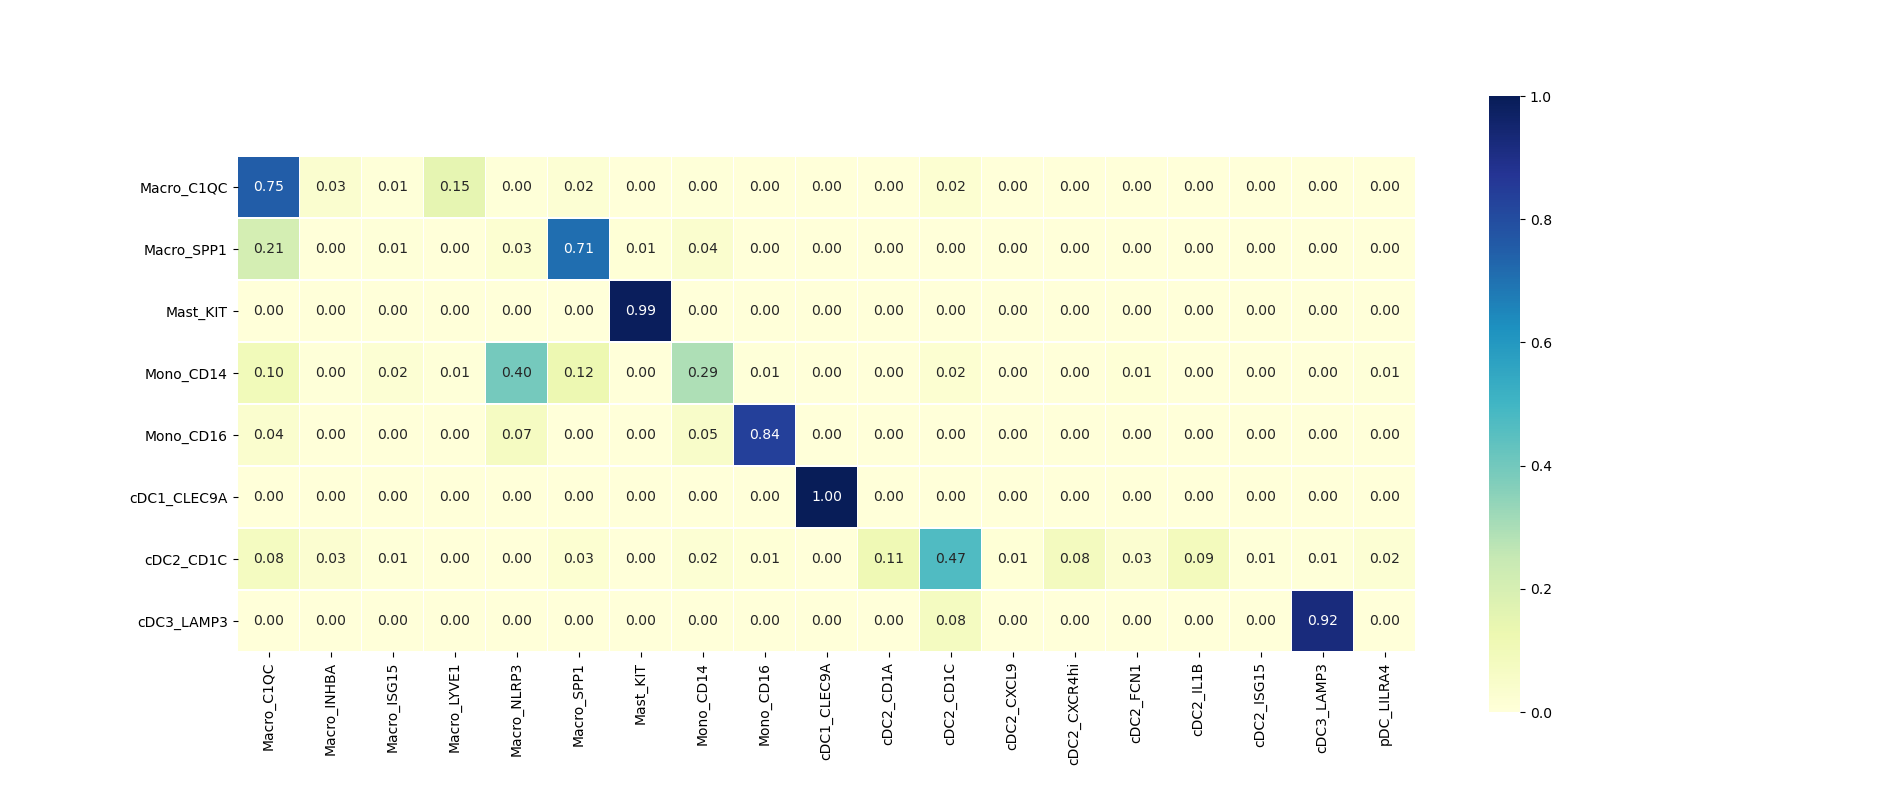 1.0
Macro_C1QC 0.75 0.03 0.01 0.15 0.00 0.02 0.00 0.00 0.00 0.00 0.00 0.02 0.00 0.00 0.00 0.00 0.00 0.00 0.00
0.8
Macro_SPP1 0.21 0.00 0.01 0.00 0.03 0.71 0.01 0.04 0.00 0.00 0.00 0.00 0.00 0.00 0.00 0.00 0.00 0.00 0.00
Mast_KIT 0.00 0.00 0.00 0.00 0.00 0.00 0.99 0.00 0.00 0.00 0.00 0.00 0.00 0.00 0.00 0.00 0.00 0.00 0.00
0.6
Mono_CD14 0.10 0.00 0.02 0.01 0.40 0.12 0.00 0.29 0.01 0.00 0.00 0.02 0.00 0.00 0.01 0.00 0.00 0.00 0.01
Mono_CD16 0.04 0.00 0.00 0.00 0.07 0.00 0.00 0.05 0.84 0.00 0.00 0.00 0.00 0.00 0.00 0.00 0.00 0.00 0.00
0.4
cDC1_CLEC9A 0.00 0.00 0.00 0.00 0.00 0.00 0.00 0.00 0.00 1.00 0.00 0.00 0.00 0.00 0.00 0.00 0.00 0.00 0.00
cDC2_CD1C 0.08 0.03 0.01 0.00 0.00 0.03 0.00 0.02 0.01 0.00 0.11 0.47 0.01 0.08 0.03 0.09 0.01 0.01 0.02
0.2
cDC3_LAMP3 0.00 0.00 0.00 0.00 0.00 0.00 0.00 0.00 0.00 0.00 0.00 0.08 0.00 0.00 0.00 0.00 0.00 0.92 0.00
0.0
Macro_C1QC
Macro_INHBA
Macro_ISG15
Macro_LYVE1
Macro_NLRP3
Macro_SPP1
Mast_KIT
Mono_CD14
Mono_CD16
cDC1_CLEC9A
cDC2_CD1A
cDC2_CD1C
cDC2_CXCL9
cDC2_CXCR4hi
cDC2_FCN1
cDC2_IL1B
cDC2_ISG15
cDC3_LAMP3
pDC_LILRA4